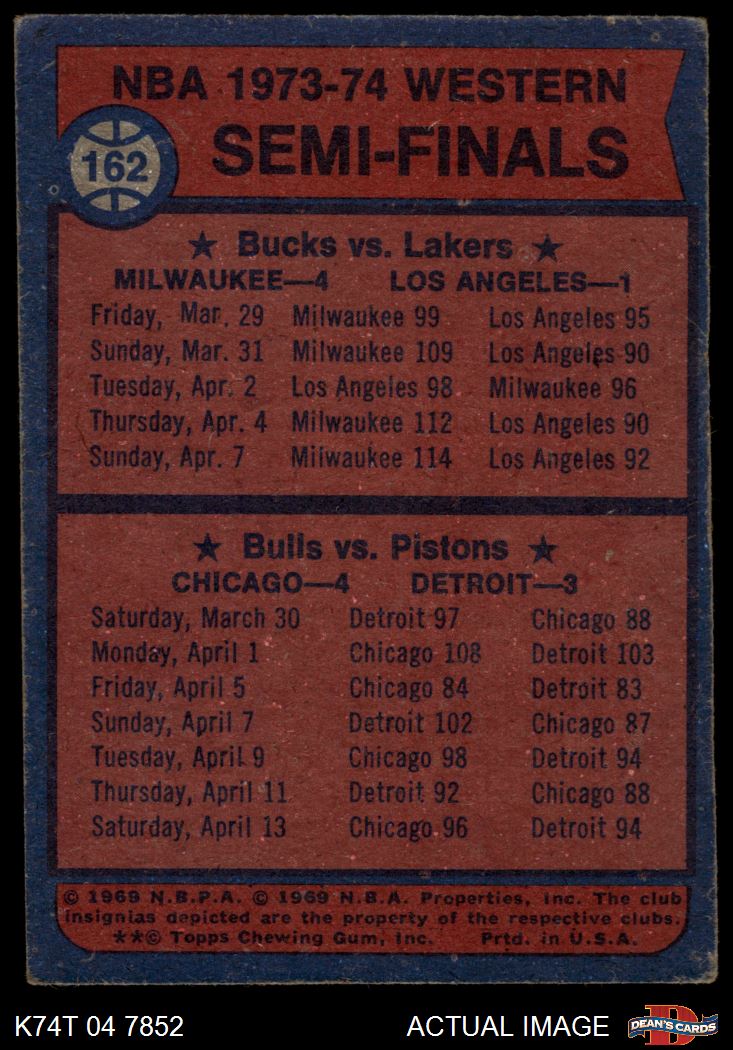 NBA 1973-74 WESTERN
162 SEMI-FINALS
★ Bucks vs. Lakers ★
MILWAUKEE—4 LOS ANGELES—1
Friday, Mar. 29 Milwaukee 99 Los Angeles 95
Sunday, Mar. 31 Milwaukee 109 Los Angeles 90
Tuesday, Apr. 2 Los Angeles 98 Milwaukee 96
Thursday, Apr. 4 Milwaukee 112 Los Angeles 90
Sunday, Apr. 7 Milwaukee 114 Los Angeles 92
★ Bulls vs. Pistons ★
CHICAGO—4 DETROIT—3
Saturday, March 30 Detroit 97 Chicago 88
Monday, April 1 Chicago 108 Detroit 103
Friday, April 5 Chicago 84 Detroit 83
Sunday, April 7 Detroit 102 Chicago 87
Tuesday, April 9 Chicago 98 Detroit 94
Thursday, April 11 Detroit 92 Chicago 88
Saturday, April 13 Chicago 96 Detroit 94
© 1969 N.B.P.A. © 1969 N.B.A. Properties, Inc. The club
insignias depicted are the property of the respective clubs.
★★© Topps Chewing Gum, Inc. Prtd. in U.S.A.
K74T 04 7852 ACTUAL IMAGE D DEAN'S CARDS